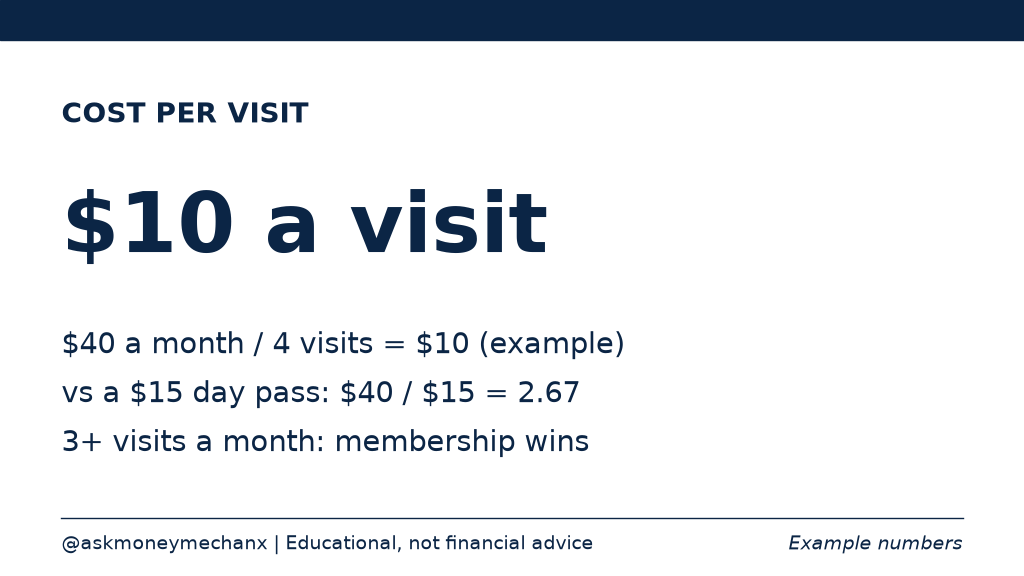 COST PER VISIT
$10 a visit
$40 a month / 4 visits = $10 (example)
vs a $15 day pass: $40 / $15 = 2.67
3+ visits a month: membership wins
@askmoneymechanx | Educational, not financial advice
Example numbers